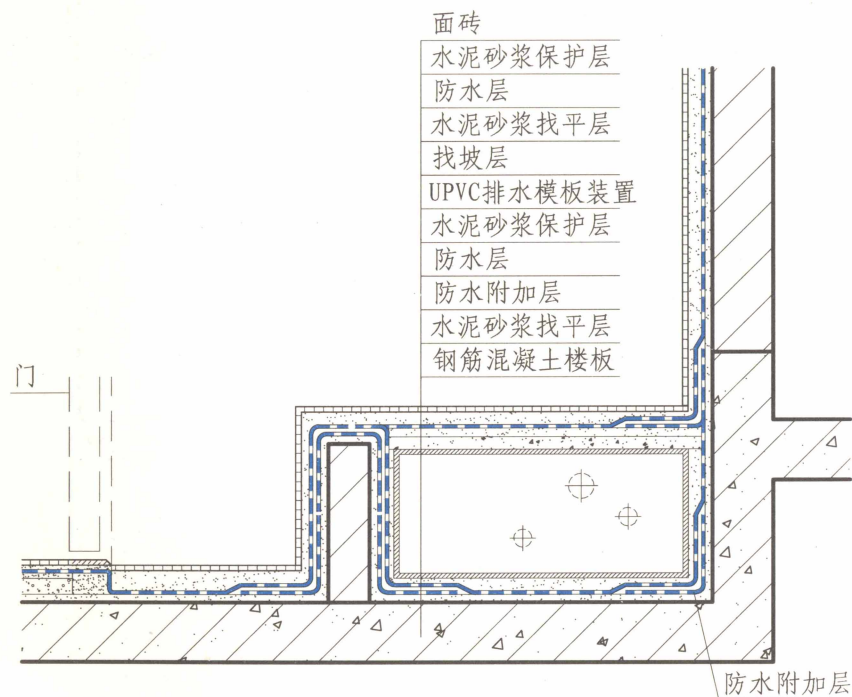 面砖
水泥砂浆保护层
防水层
水泥砂浆找平层
找坡层
UPVC排水模板装置
水泥砂浆保护层
防水层
防水附加层
水泥砂浆找平层
钢筋混凝土楼板
门
防水附加层